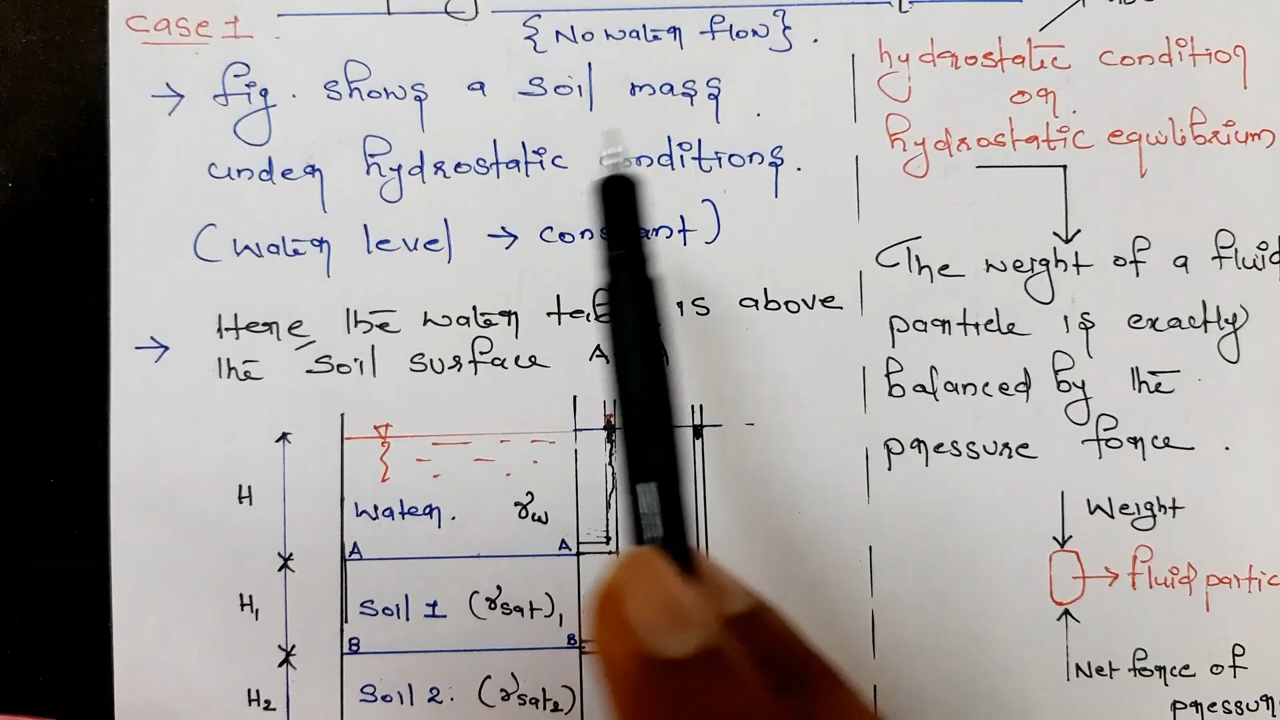 Case 1
{No water flow}.
→ fig. shows a soil mass
under hydrostatic conditions.
(water level → constant)
→ Here the water is above
the soil surface A
H
water. γw
A A
H1
Soil 1 (γsat)1
B B
H2
Soil 2. (γsat2)
hydrostatic condition
or
hydrostatic equilibrium
The weight of a fluid
particle is exactly
balanced by the
pressure force.
Weight
fluid partic
Net force of
pressur